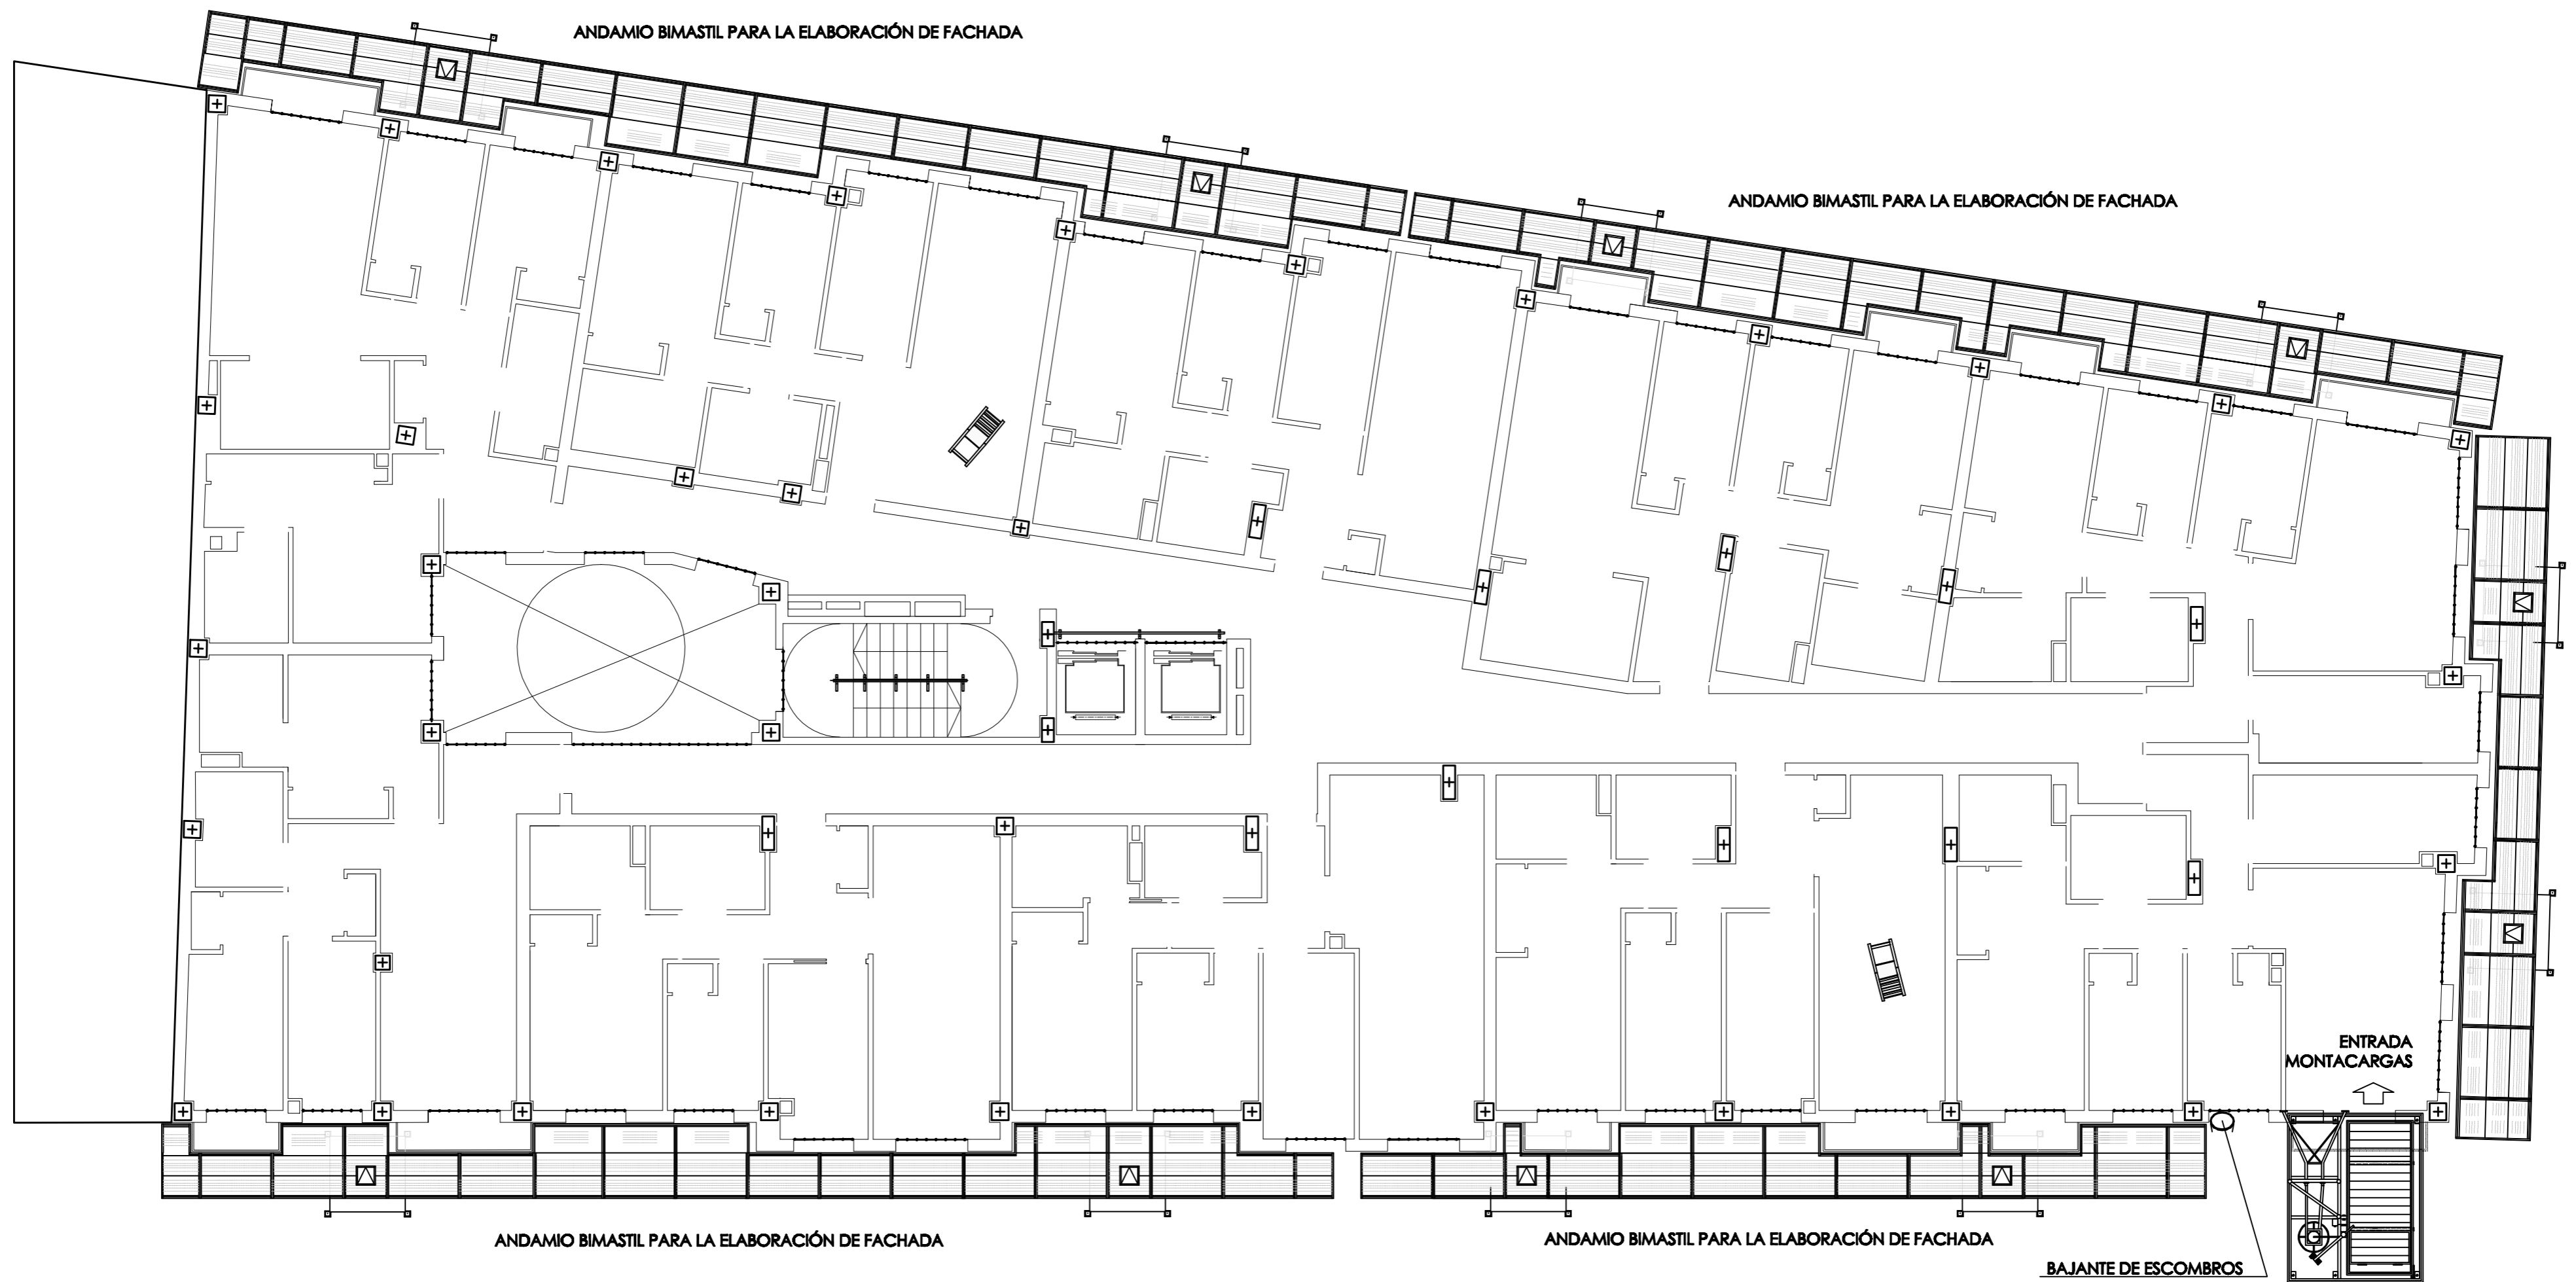 ANDAMIO BIMASTIL PARA LA ELABORACIÓN DE FACHADA
ANDAMIO BIMASTIL PARA LA ELABORACIÓN DE FACHADA
ENTRADA
MONTACARGAS
ANDAMIO BIMASTIL PARA LA ELABORACIÓN DE FACHADA
ANDAMIO BIMASTIL PARA LA ELABORACIÓN DE FACHADA
BAJANTE DE ESCOMBROS